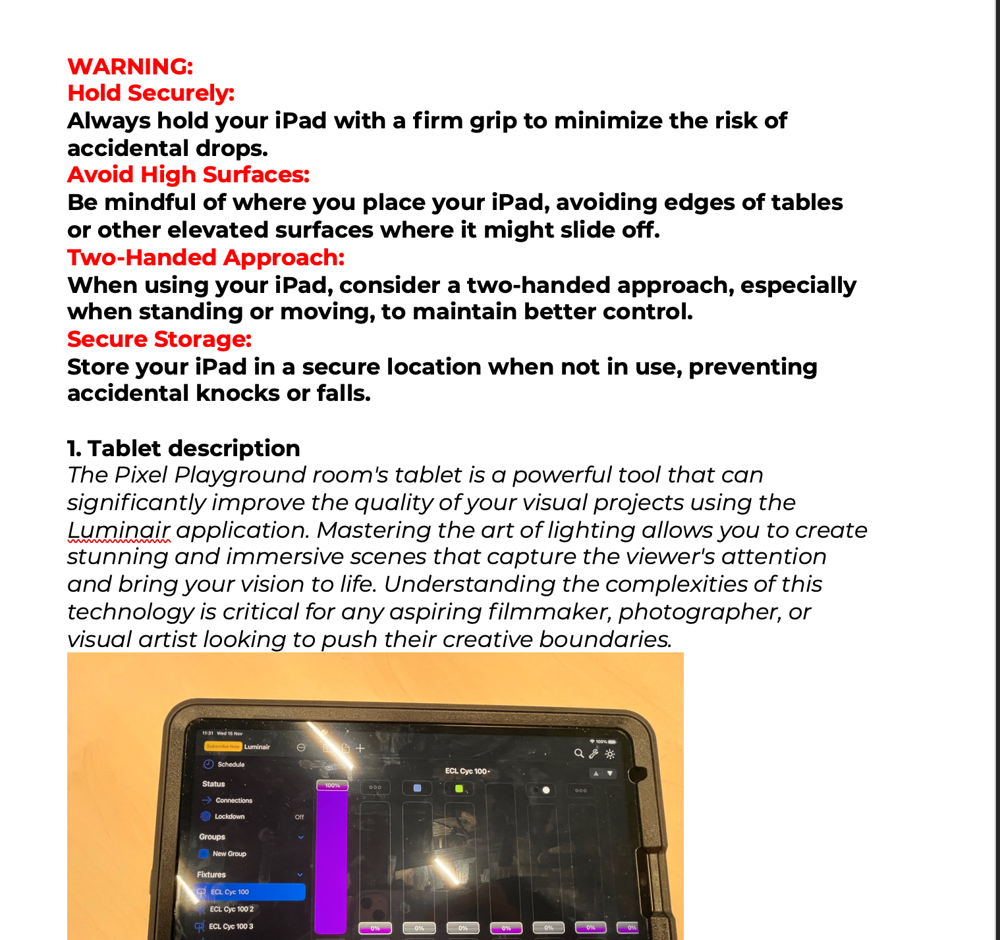 WARNING:
Hold Securely:
Always hold your iPad with a firm grip to minimize the risk of
accidental drops.
Avoid High Surfaces:
Be mindful of where you place your iPad, avoiding edges of tables
or other elevated surfaces where it might slide off.
Two-Handed Approach:
When using your iPad, consider a two-handed approach, especially
when standing or moving, to maintain better control.
Secure Storage:
Store your iPad in a secure location when not in use, preventing
accidental knocks or falls.
1. Tablet description
The Pixel Playground room's tablet is a powerful tool that can
significantly improve the quality of your visual projects using the
Luminair application. Mastering the art of lighting allows you to create
stunning and immersive scenes that capture the viewer's attention
and bring your vision to life. Understanding the complexities of this
technology is critical for any aspiring filmmaker, photographer, or
visual artist looking to push their creative boundaries.
11:31 Wed 15 Nov
100%
Subscribe Now Luminair
Schedule
ECL Cyc 100
Status
100%
Connections
Lockdown Off
Groups
New Group
Fixtures
ECL Cyc 100
ECL Cyc 100 2
ECL Cyc 100 3
0% 0% 0% 0% 0% 0% 0%